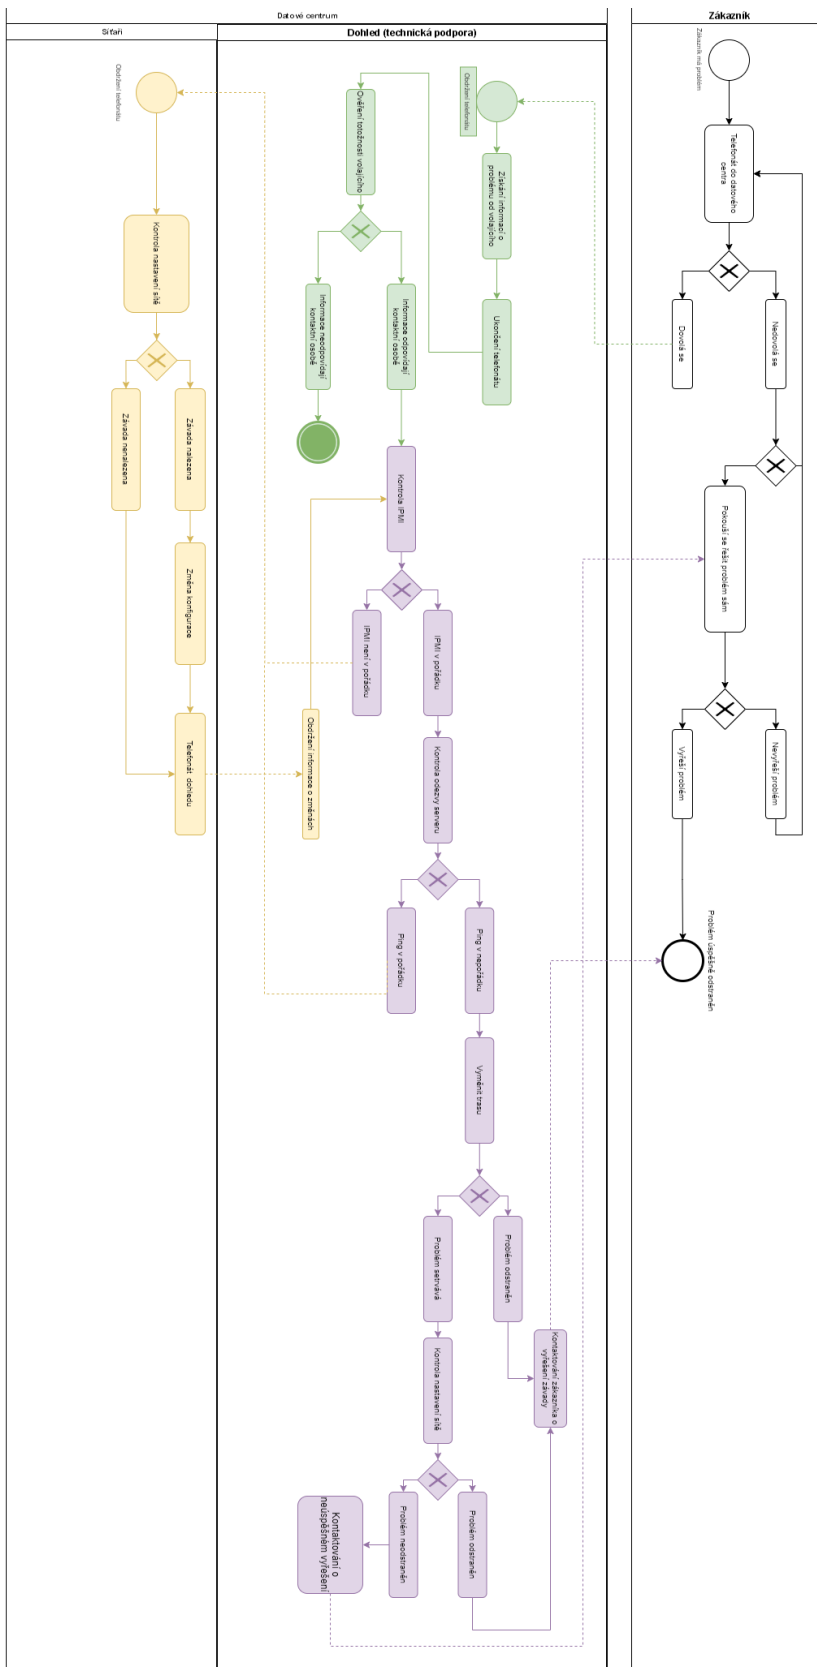 Datové centrum
Zákazník
Síťaři
Dohled (technická podpora)
Zákazník má problém
Telefonát do datového
centra
Dovolá se
Nedovolá se
Pokouší se řešit problém sám
Vyřeší problém
Nevyřeší problém
Problém úspěšně odstraněn
Obdržení telefonátu
Získání informací o
problému od volajícího
Ukončení telefonátu
Ověření totožnosti volajícího
Informace neodpovídají
kontaktní osobě
Informace odpovídají
kontaktní osobě
Kontrola IPMI
IPMI není v pořádku
IPMI v pořádku
Kontrola odezvy serveru
Ping v pořádku
Ping v nepořádku
Vyměnit trasu
Problém setrvává
Problém odstraněn
Kontaktování zákazníka o
vyřešení závady
Kontrola nastavení sítě
Problém neodstraněn
Problém odstraněn
Kontaktování o
neúspěšném vyřešení
Obdržení informace o změnách
Obdržení telefonátu
Kontrola nastavení sítě
Závada nenalezena
Závada nalezena
Změna konfigurace
Telefonát dohledu